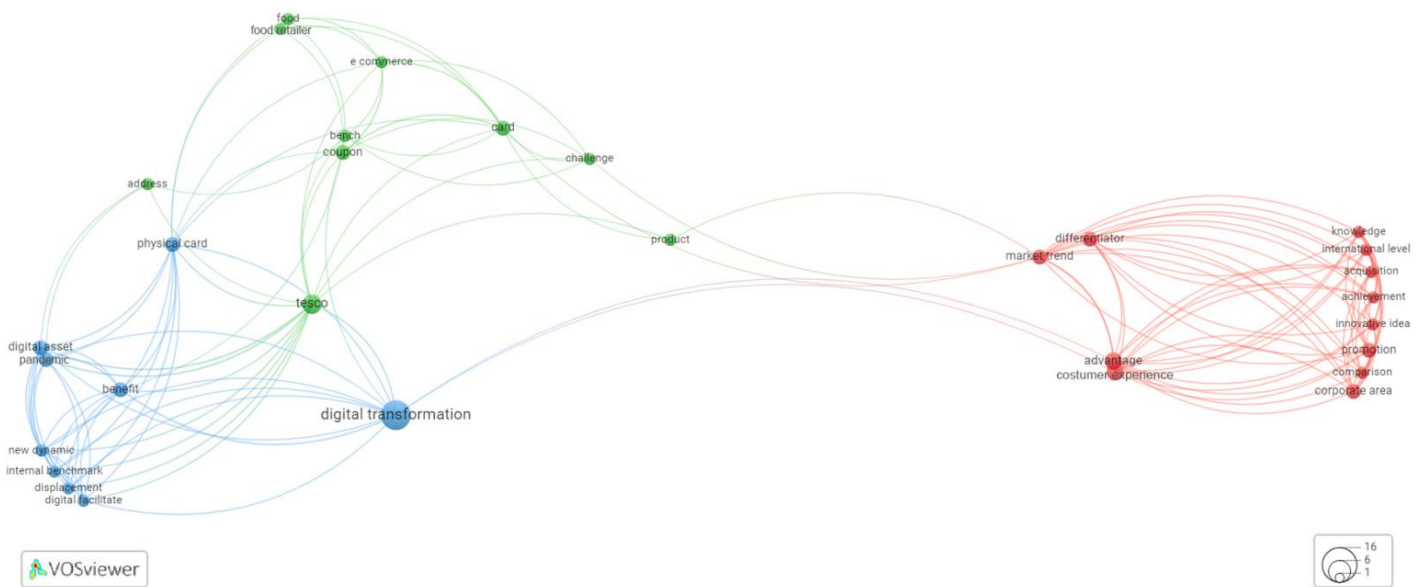 food
food retailer
e commerce
card
bench
coupon
challenge
address
physical card
product
tesco
digital asset
pandemic
benefit
digital transformation
new dynamic
internal benchmark
displacement
digital facilitate
differentiator
market trend
advantage
costumer experience
knowledge
international level
acquisition
achievement
innovative idea
promotion
comparison
corporate area
VOSviewer
16
6
1